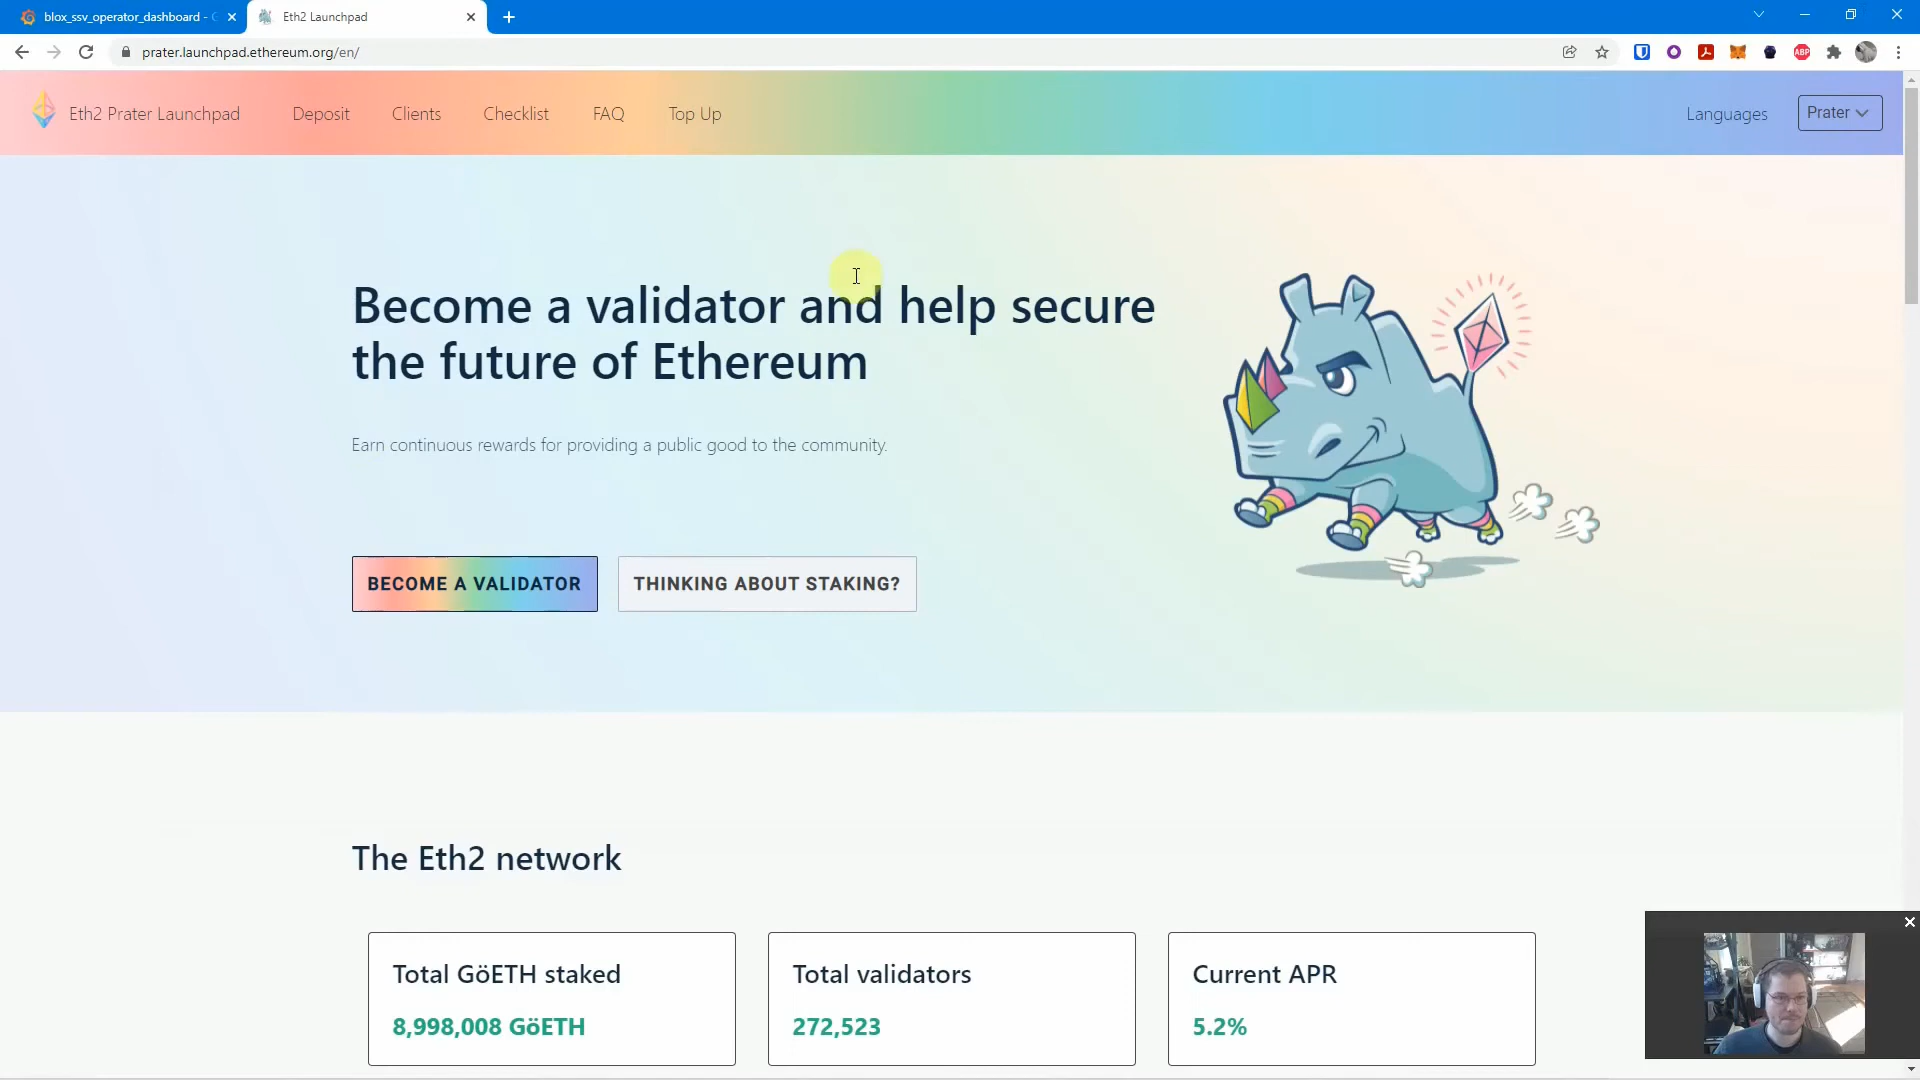 blox_ssv_operator_dashboard - G
Eth2 Launchpad
prater.launchpad.ethereum.org/en/
ABP
Eth2 Prater Launchpad
Deposit
Clients
Checklist
FAQ
Top Up
Languages
Prater
Become a validator and help secure
the future of Ethereum
Earn continuous rewards for providing a public good to the community.
BECOME A VALIDATOR
THINKING ABOUT STAKING?
The Eth2 network
Total GöETH staked
8,998,008 GöETH
Total validators
272,523
Current APR
5.2%